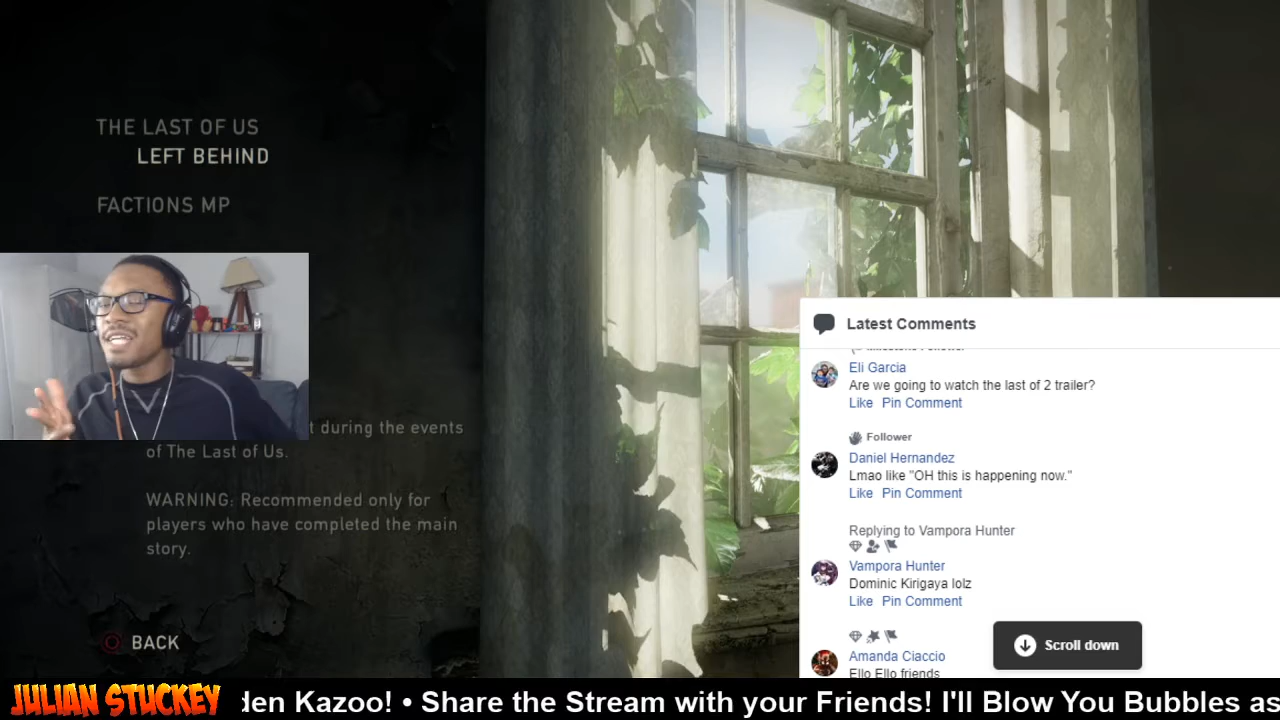 THE LAST OF US
LEFT BEHIND
FACTIONS MP
t during the events
of The Last of Us.
WARNING: Recommended only for
players who have completed the main
story.
BACK
Latest Comments
Eli Garcia
Are we going to watch the last of 2 trailer?
Like Pin Comment
Follower
Daniel Hernandez
Lmao like "OH this is happening now."
Like Pin Comment
Replying to Vampora Hunter
Vampora Hunter
Dominic Kirigaya lolz
Like Pin Comment
Amanda Ciaccio
Ello Ello friends
Scroll down
JULIAN STUCKEY
den Kazoo! • Share the Stream with your Friends! I'll Blow You Bubbles as